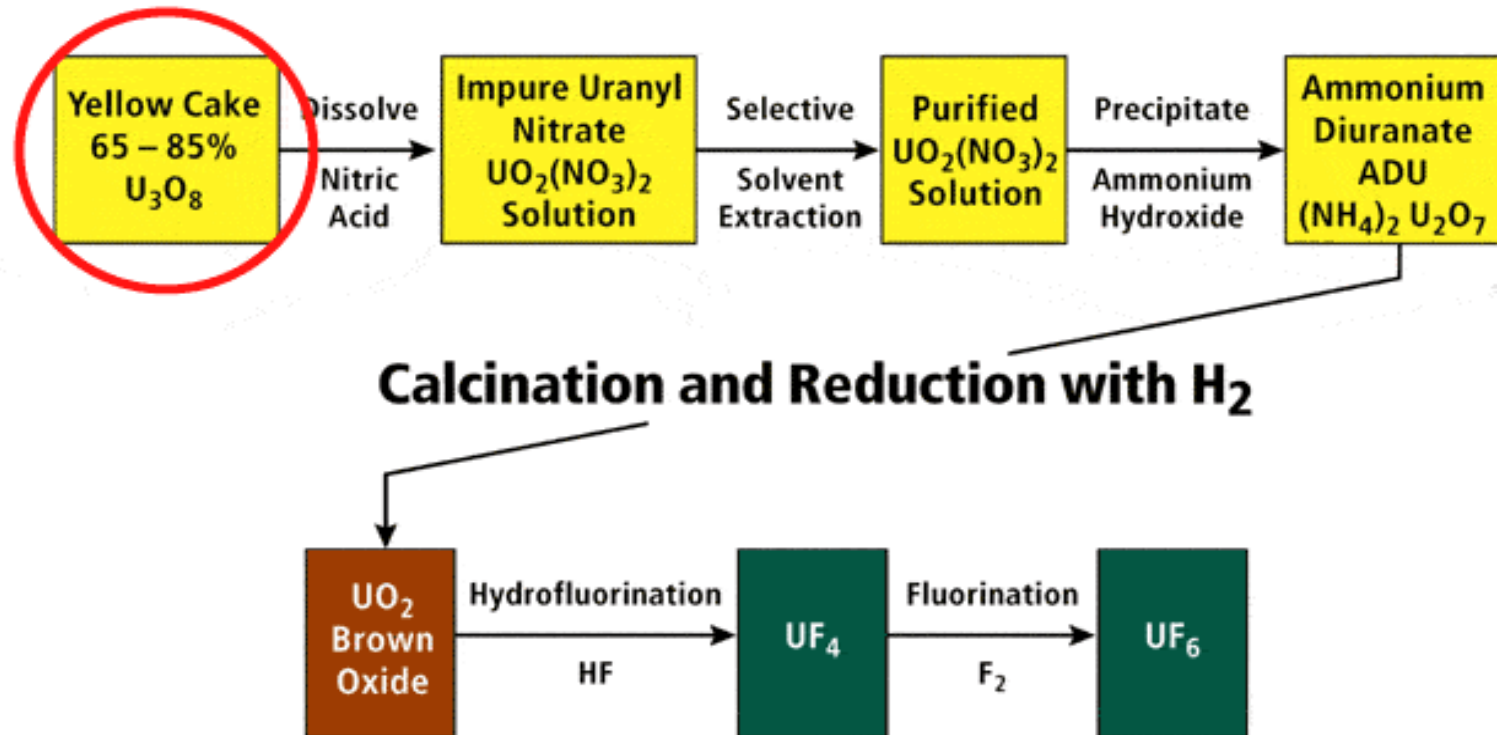 Yellow Cake
65 – 85%
U₃O₈
Dissolve
Nitric
Acid
Impure Uranyl
Nitrate
UO₂(NO₃)₂
Solution
Selective
Solvent
Extraction
Purified
UO₂(NO₃)₂
Solution
Precipitate
Ammonium
Hydroxide
Ammonium
Diuranate
ADU
(NH₄)₂ U₂O₇
Calcination and Reduction with H₂
UO₂
Brown
Oxide
Hydrofluorination
HF
UF₄
Fluorination
F₂
UF₆